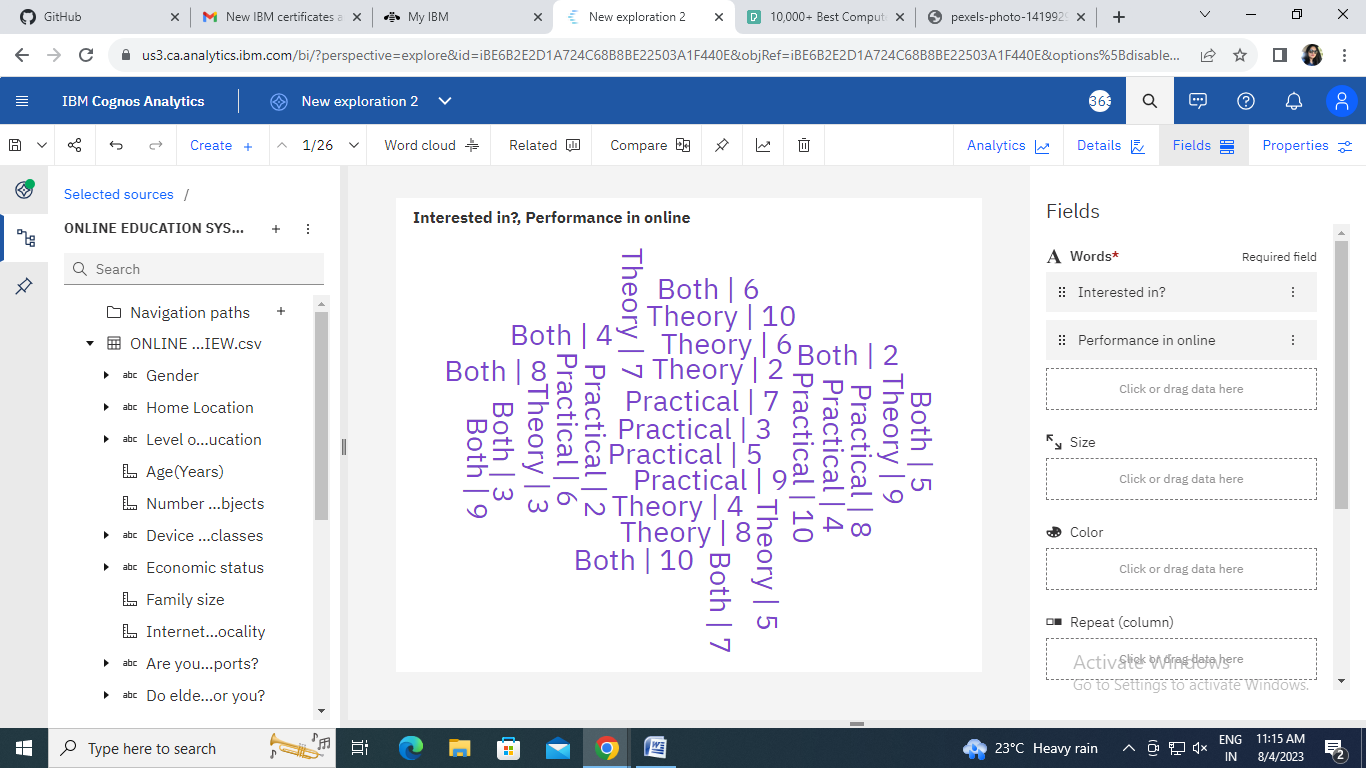 GitHub
New IBM certificates a
My IBM
New exploration 2
10,000+ Best Comput
pexels-photo-1419925
us3.ca.analytics.ibm.com/bi/?perspective=explore&id=iBE6B2E2D1A724C68B8BE22503A1F440E&objRef=iBE6B2E2D1A724C68B8BE22503A1F440E&options%5Bdisable...
IBM Cognos Analytics
New exploration 2
363
Create +
1/26
Word cloud
Related
Compare
Analytics
Details
Fields
Properties
Selected sources /
ONLINE EDUCATION SYS...
Search
Navigation paths +
ONLINE ...IEW.csv
abc Gender
abc Home Location
abc Level o...ucation
Age(Years)
Number ...bjects
abc Device ...classes
abc Economic status
Family size
Internet...ocality
abc Are you...ports?
abc Do elde...or you?
Interested in?, Performance in online
Theory | 7
Both | 6
Theory | 10
Both | 4
Theory | 6
Both | 2
Both | 8
Theory | 2
Practical | 6
Practical | 2
Theory | 3
Both | 3
Both | 9
Practical | 7
Practical | 3
Practical | 5
Practical | 9
Practical | 10
Practical | 4
Practical | 8
Theory | 9
Both | 5
Theory | 4
Theory | 8
Both | 10
Theory | 5
Both | 7
Fields
Words* Required field
Interested in?
Performance in online
Click or drag data here
Size
Click or drag data here
Color
Click or drag data here
Repeat (column)
Click or drag data here
Activate Windows
Go to Settings to activate Windows.
Type here to search
23°C Heavy rain
ENG
IN
11:15 AM
8/4/2023
2